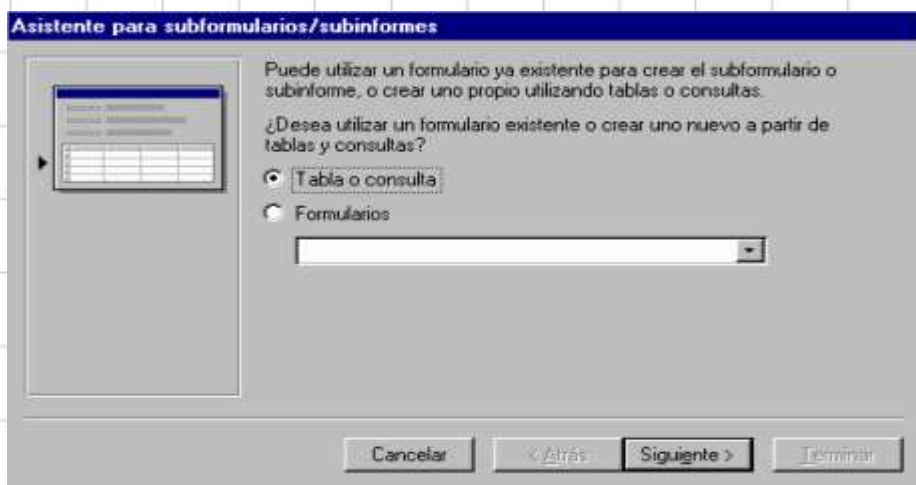 Asistente para subformularios/subinformes
Puede utilizar un formulario ya existente para crear el subformulario o
subinforme, o crear uno propio utilizando tablas o consultas.
¿Desea utilizar un formulario existente o crear uno nuevo a partir de
tablas y consultas?
Tabla o consulta
Formularios
Cancelar
< Atrás
Siguiente >
Terminar